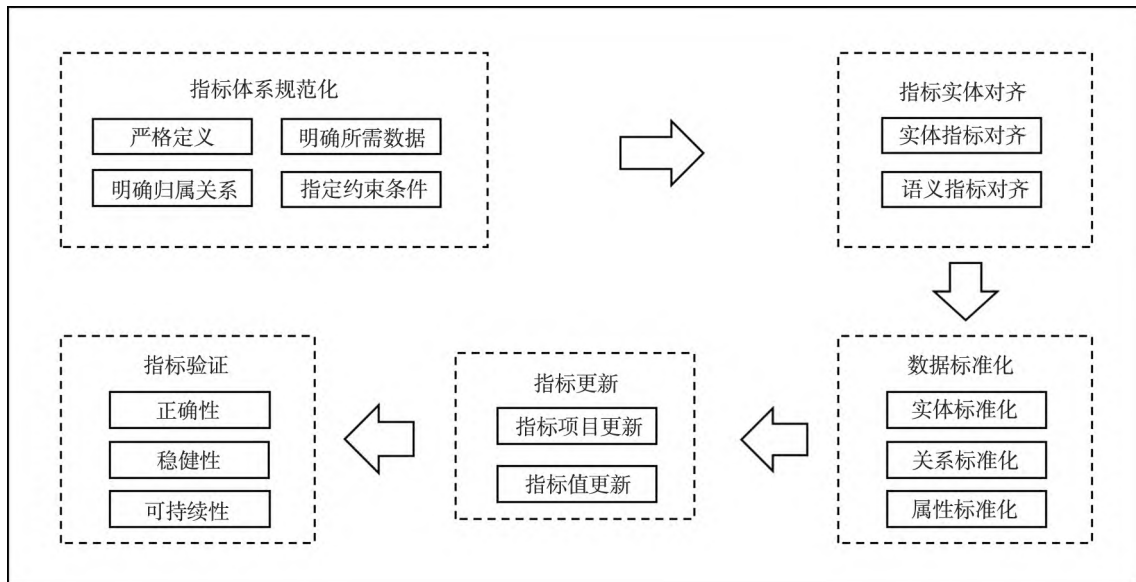 指标体系规范化
严格定义
明确所需数据
明确归属关系
指定约束条件
指标实体对齐
实体指标对齐
语义指标对齐
数据标准化
实体标准化
关系标准化
属性标准化
指标更新
指标项目更新
指标值更新
指标验证
正确性
稳健性
可持续性